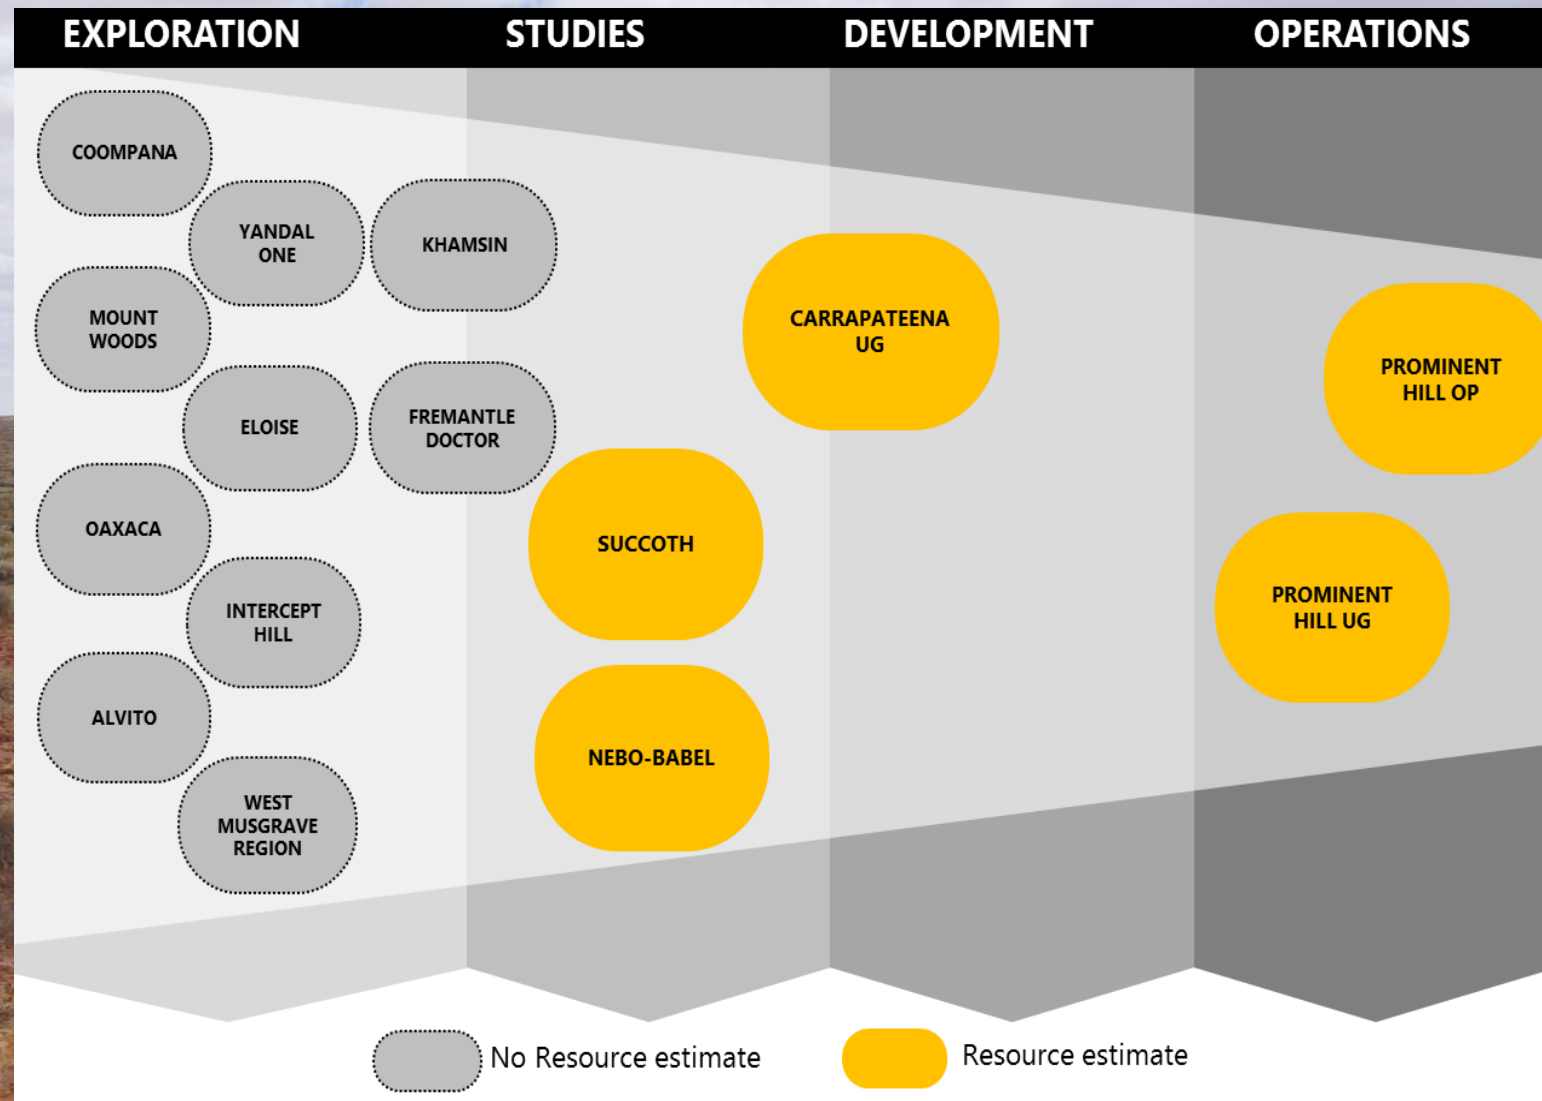 EXPLORATION
STUDIES
DEVELOPMENT
OPERATIONS
COOMPANA
YANDAL
ONE
KHAMSIN
MOUNT
WOODS
CARRAPATEENA
UG
PROMINENT
HILL OP
ELOISE
FREMANTLE
DOCTOR
OAXACA
SUCCOTH
INTERCEPT
HILL
PROMINENT
HILL UG
ALVITO
NEBO-BABEL
WEST
MUSGRAVE
REGION
No Resource estimate
Resource estimate